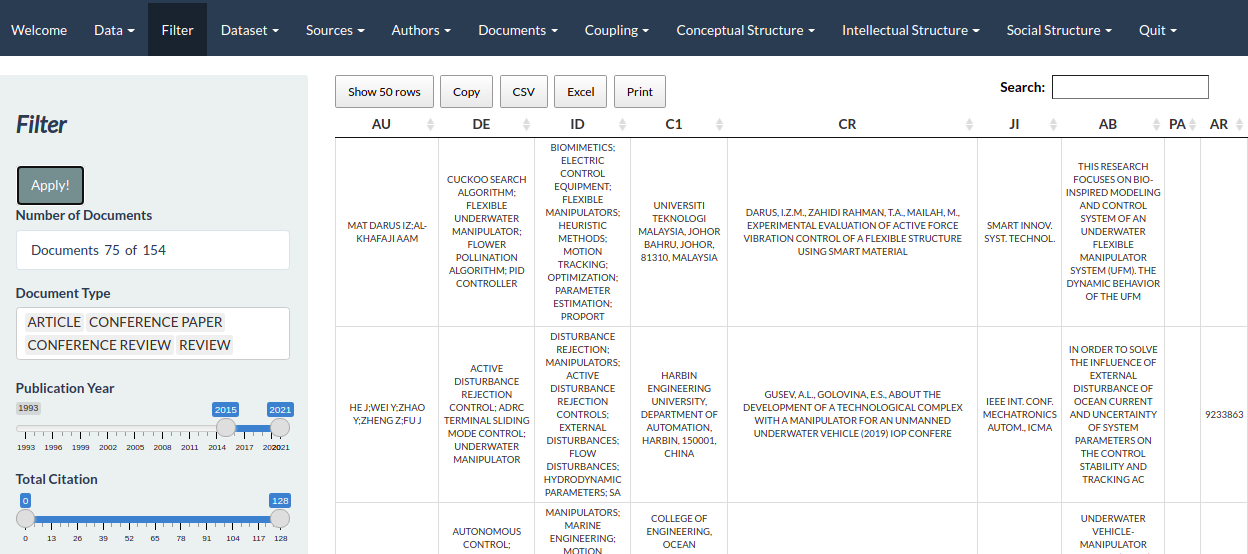 Welcome Data Filter Dataset Sources Authors Documents Coupling Conceptual Structure Intellectual Structure Social Structure Quit
Filter
Apply!
Number of Documents
Documents 75 of 154
Document Type
ARTICLE CONFERENCE PAPER
CONFERENCE REVIEW REVIEW
Publication Year
1993 2015 2021
1993 1996 1999 2002 2005 2008 2011 2014 2017 2020 2021
Total Citation
0 128
0 13 26 39 52 65 78 91 104 117 128
Show 50 rows Copy CSV Excel Print Search:
AU DE ID C1 CR JI AB PA AR
MAT DARUS IZ;AL-
KHAFAJI AAM
CUCKOO SEARCH
ALGORITHM;
FLEXIBLE
UNDERWATER
MANIPULATOR;
FLOWER
POLLINATION
ALGORITHM; PID
CONTROLLER
BIOMIMETICS;
ELECTRIC
CONTROL
EQUIPMENT;
FLEXIBLE
MANIPULATORS;
HEURISTIC
METHODS;
MOTION
TRACKING;
OPTIMIZATION;
PARAMETER
ESTIMATION;
PROPORT
UNIVERSITI
TEKNOLOGI
MALAYSIA, JOHOR
BAHRU, JOHOR,
81310, MALAYSIA
DARUS, I.Z.M., ZAHIDI RAHMAN, T.A., MAILAH, M.,
EXPERIMENTAL EVALUATION OF ACTIVE FORCE
VIBRATION CONTROL OF A FLEXIBLE STRUCTURE
USING SMART MATERIAL
SMART INNOV.
SYST. TECHNOL.
THIS RESEARCH
FOCUSES ON BIO-
INSPIRED MODELING
AND CONTROL
SYSTEM OF AN
UNDERWATER
FLEXIBLE
MANIPULATOR
SYSTEM (UFM). THE
DYNAMIC BEHAVIOR
OF THE UFM
HE J;WEI Y;ZHAO
Y;ZHENG Z;FU J
ACTIVE
DISTURBANCE
REJECTION
CONTROL; ADRC
TERMINAL SLIDING
MODE CONTROL;
UNDERWATER
MANIPULATOR
DISTURBANCE
REJECTION;
MANIPULATORS;
ACTIVE
DISTURBANCE
REJECTION
CONTROLS;
EXTERNAL
DISTURBANCES;
FLOW
DISTURBANCES;
HYDRODYNAMIC
PARAMETERS; SA
HARBIN
ENGINEERING
UNIVERSITY,
DEPARTMENT OF
AUTOMATION,
HARBIN, 150001,
CHINA
GUSEV, A.L., GOLOVINA, E.S., ABOUT THE
DEVELOPMENT OF A TECHNOLOGICAL COMPLEX
WITH A MANIPULATOR FOR AN UNMANNED
UNDERWATER VEHICLE (2019) IOP CONFERE
IEEE INT. CONF.
MECHATRONICS
AUTOM., ICMA
IN ORDER TO SOLVE
THE INFLUENCE OF
EXTERNAL
DISTURBANCE OF
OCEAN CURRENT
AND UNCERTAINTY
OF SYSTEM
PARAMETERS ON
THE CONTROL
STABILITY AND
TRACKING AC
9233863
AUTONOMOUS
CONTROL;
MANIPULATORS;
MARINE
ENGINEERING;
MOTION
COLLEGE OF
ENGINEERING,
OCEAN
UNDERWATER
VEHICLE-
MANIPULATOR